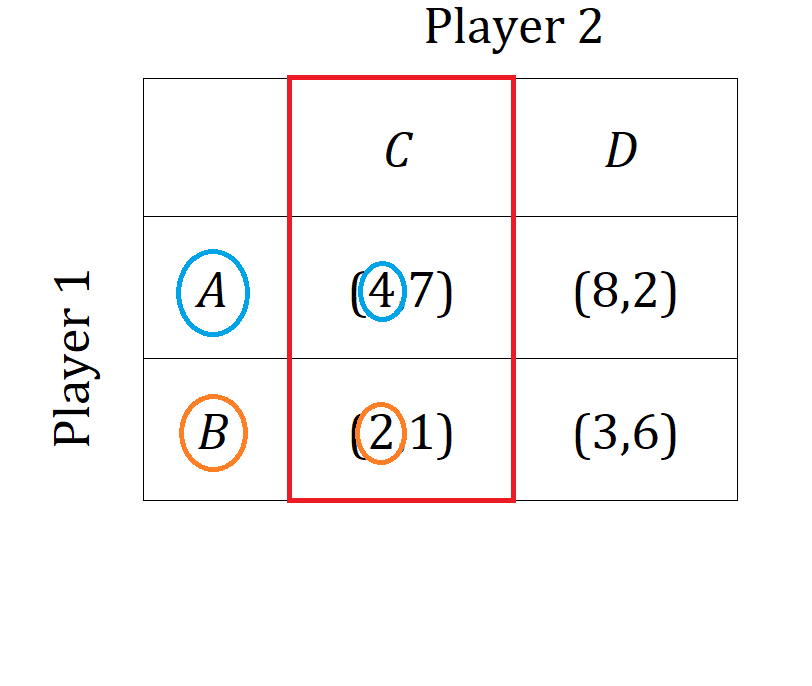 Player 2
C D
Player 1
A (4,7) (8,2)
B (2,1) (3,6)